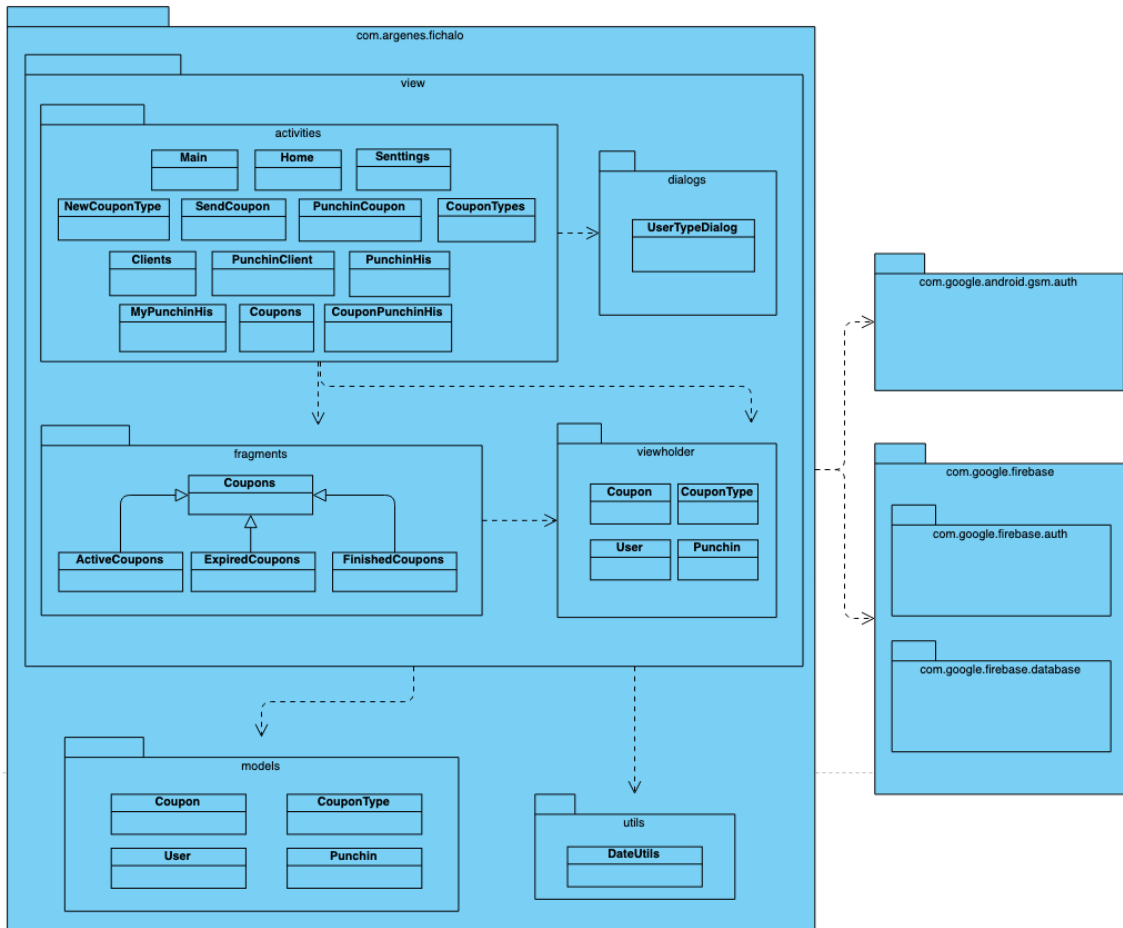 com.argenes.fichalo
view
activities
Main
Home
Senttings
NewCouponType
SendCoupon
PunchinCoupon
CouponTypes
Clients
PunchinClient
PunchinHis
MyPunchinHis
Coupons
CouponPunchinHis
dialogs
UserTypeDialog
fragments
Coupons
ActiveCoupons
ExpiredCoupons
FinishedCoupons
viewholder
Coupon
CouponType
User
Punchin
models
Coupon
CouponType
User
Punchin
utils
DateUtils
com.google.android.gsm.auth
com.google.firebase
com.google.firebase.auth
com.google.firebase.database